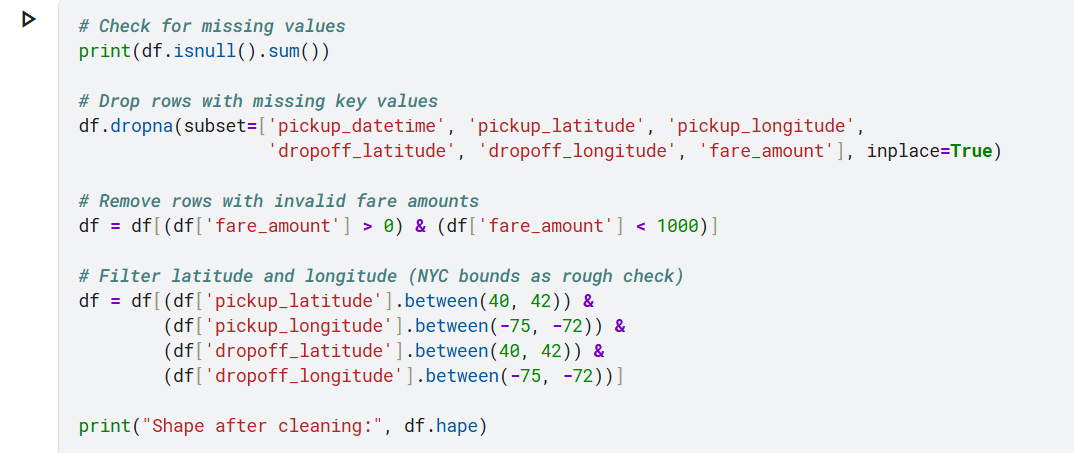 # Check for missing values
print(df.isnull().sum())
# Drop rows with missing key values
df.dropna(subset=['pickup_datetime', 'pickup_latitude', 'pickup_longitude',
'dropoff_latitude', 'dropoff_longitude', 'fare_amount'], inplace=True)
# Remove rows with invalid fare amounts
df = df[(df['fare_amount'] > 0) & (df['fare_amount'] < 1000)]
# Filter latitude and longitude (NYC bounds as rough check)
df = df[(df['pickup_latitude'].between(40, 42)) &
(df['pickup_longitude'].between(-75, -72)) &
(df['dropoff_latitude'].between(40, 42)) &
(df['dropoff_longitude'].between(-75, -72))]
print("Shape after cleaning:", df.hape)